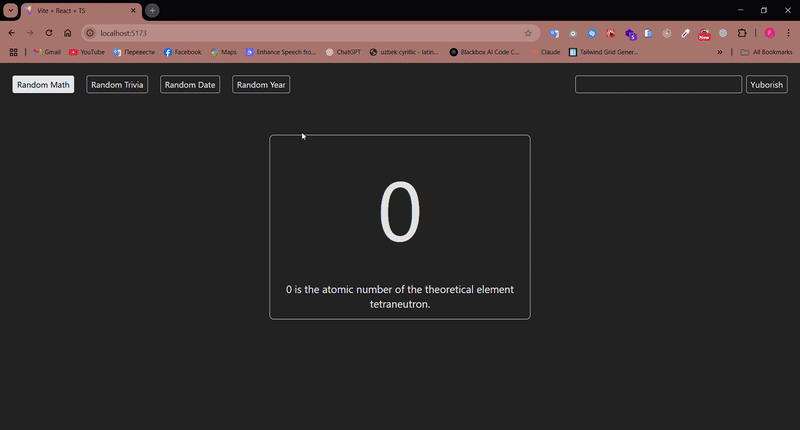 Vite + React + TS
localhost:5173
Gmail
YouTube
Перевести
Facebook
Maps
Enhance Speech fro...
ChatGPT
uzbek cyrillic - latin...
Blackbox AI Code C...
Claude
Tailwind Grid Gener...
»
All Bookmarks
Random Math
Random Trivia
Random Date
Random Year
Yuborish
0
0 is the atomic number of the theoretical element
tetraneutron.